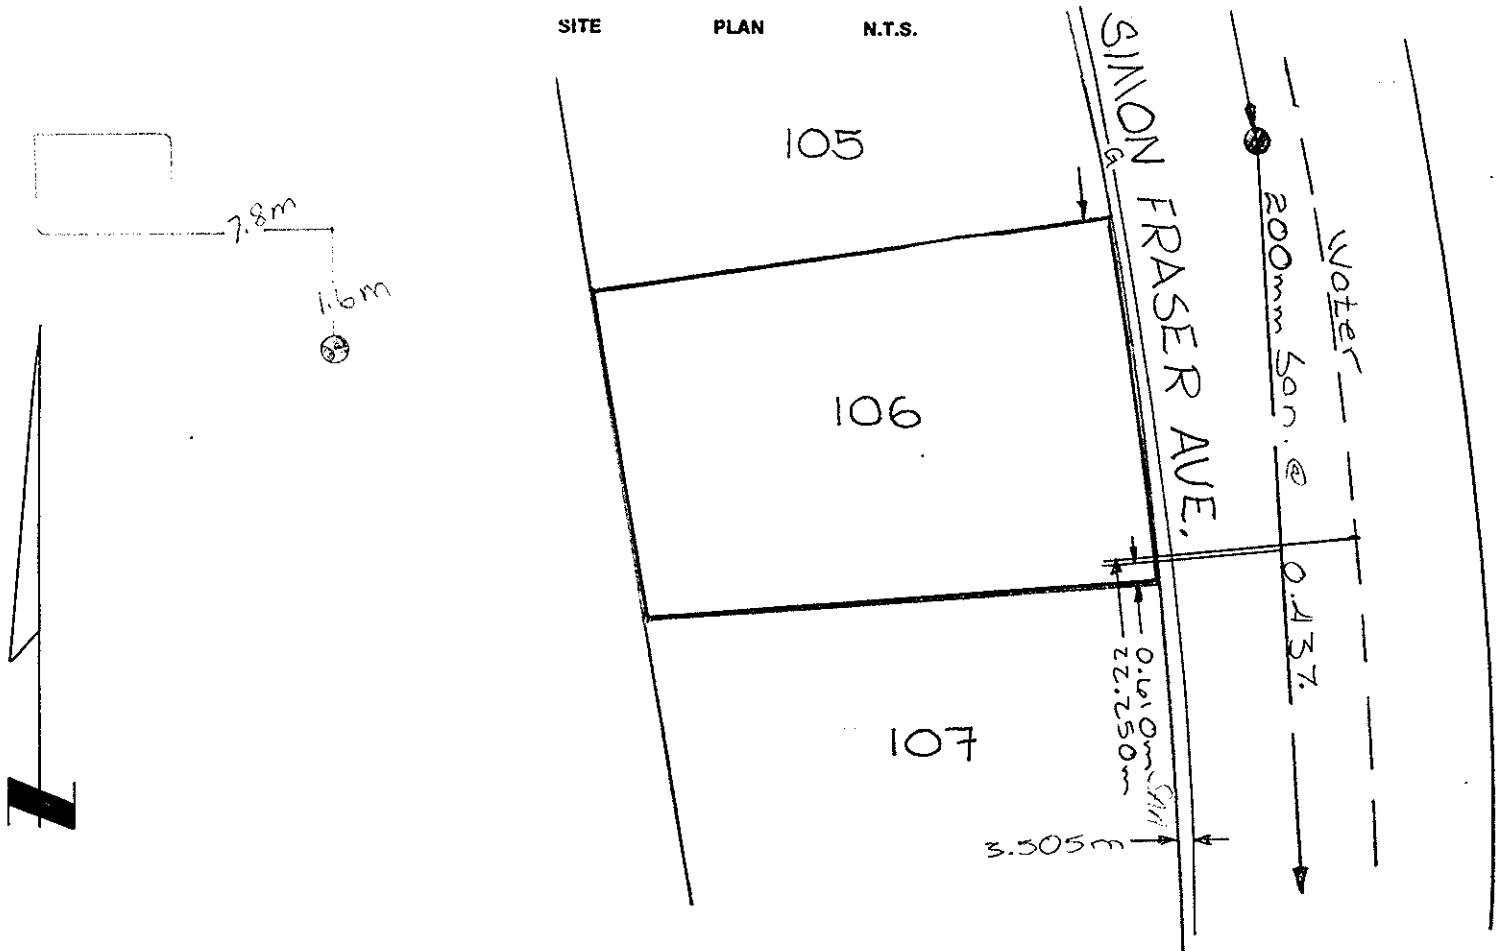 SITE PLAN N.T.S.
SIMON FRASER AVE.
105
G
7.8m
1.6m
Water
200mm San. @ 0.43%
106
107
0.610m
22.250m
3.505m